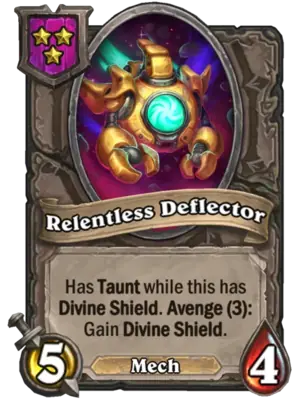 Relentless Deflector
Has Taunt while this has
Divine Shield. Avenge (3):
Gain Divine Shield.
5
Mech
4